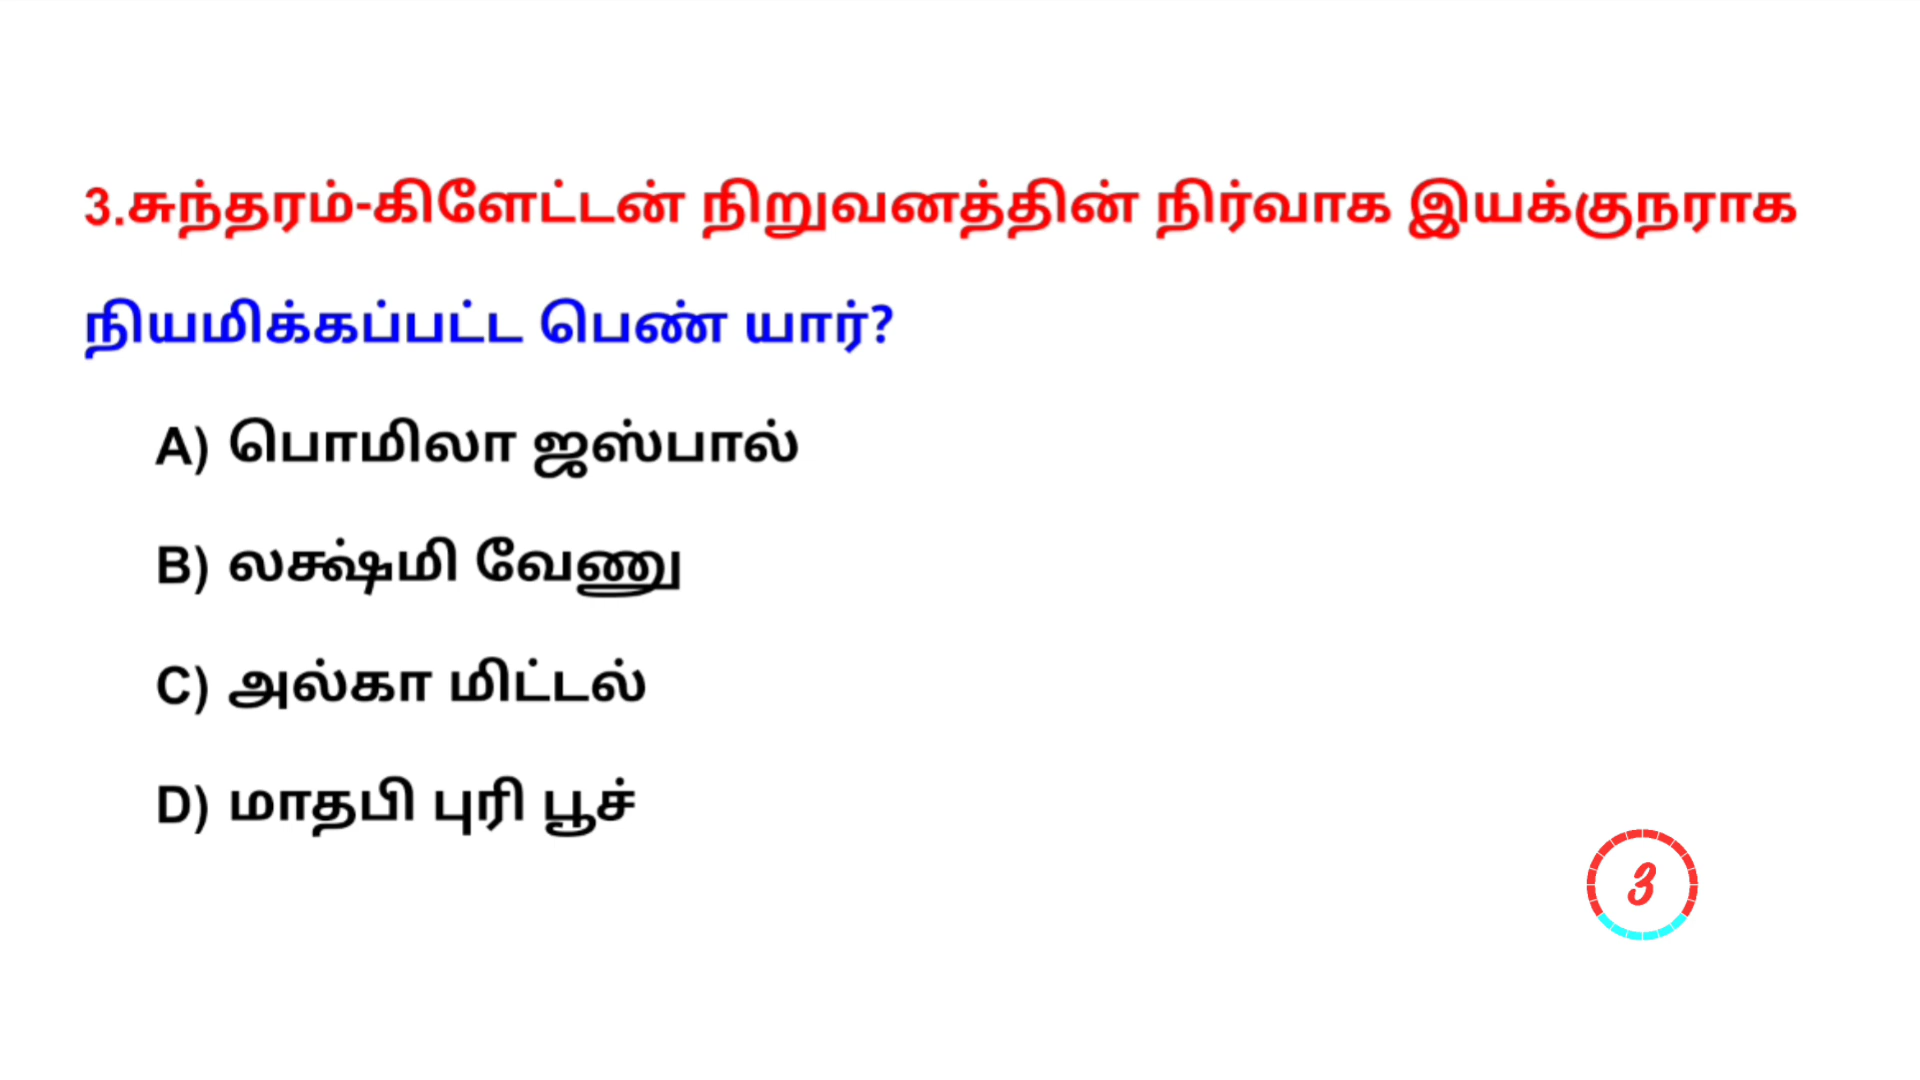 3.சுந்தரம்-கிளேட்டன் நிறுவனத்தின் நிர்வாக இயக்குநராக
நியமிக்கப்பட்ட பெண் யார்?
A) பொமிலா ஜஸ்பால்
B) லக்ஷ்மி வேணு
C) அல்கா மிட்டல்
D) மாதபி புரி பூச்
3